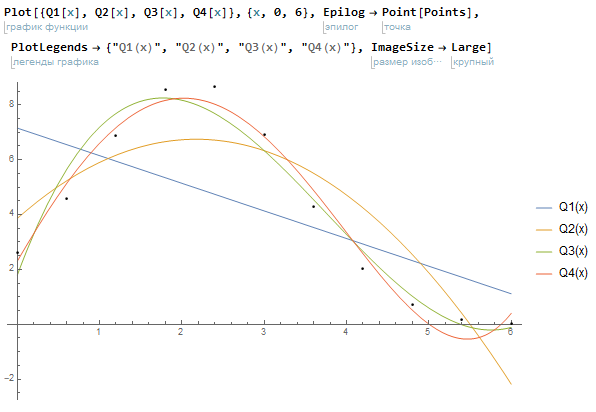 Plot[{Q1[x], Q2[x], Q3[x], Q4[x]}, {x, 0, 6}, Epilog → Point[Points],
график функции эпилог точка
PlotLegends → {"Q1(x)", "Q2(x)", "Q3(x)", "Q4(x)"}, ImageSize → Large]
легенды графика размер изоб⋯ крупный
8
6
4
2
-2
1 2 3 4 5 6
Q1(x)
Q2(x)
Q3(x)
Q4(x)